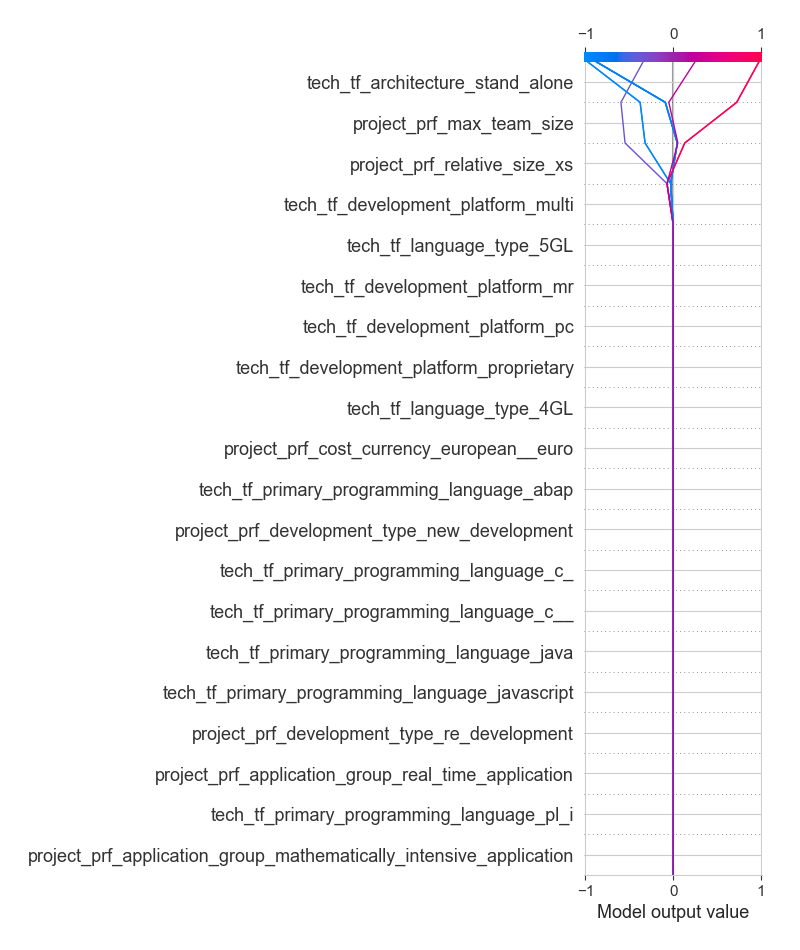 −1 0 1
tech_tf_architecture_stand_alone
project_prf_max_team_size
project_prf_relative_size_xs
tech_tf_development_platform_multi
tech_tf_language_type_5GL
tech_tf_development_platform_mr
tech_tf_development_platform_pc
tech_tf_development_platform_proprietary
tech_tf_language_type_4GL
project_prf_cost_currency_european__euro
tech_tf_primary_programming_language_abap
project_prf_development_type_new_development
tech_tf_primary_programming_language_c_
tech_tf_primary_programming_language_c__
tech_tf_primary_programming_language_java
tech_tf_primary_programming_language_javascript
project_prf_development_type_re_development
project_prf_application_group_real_time_application
tech_tf_primary_programming_language_pl_i
project_prf_application_group_mathematically_intensive_application
−1 0 1
Model output value